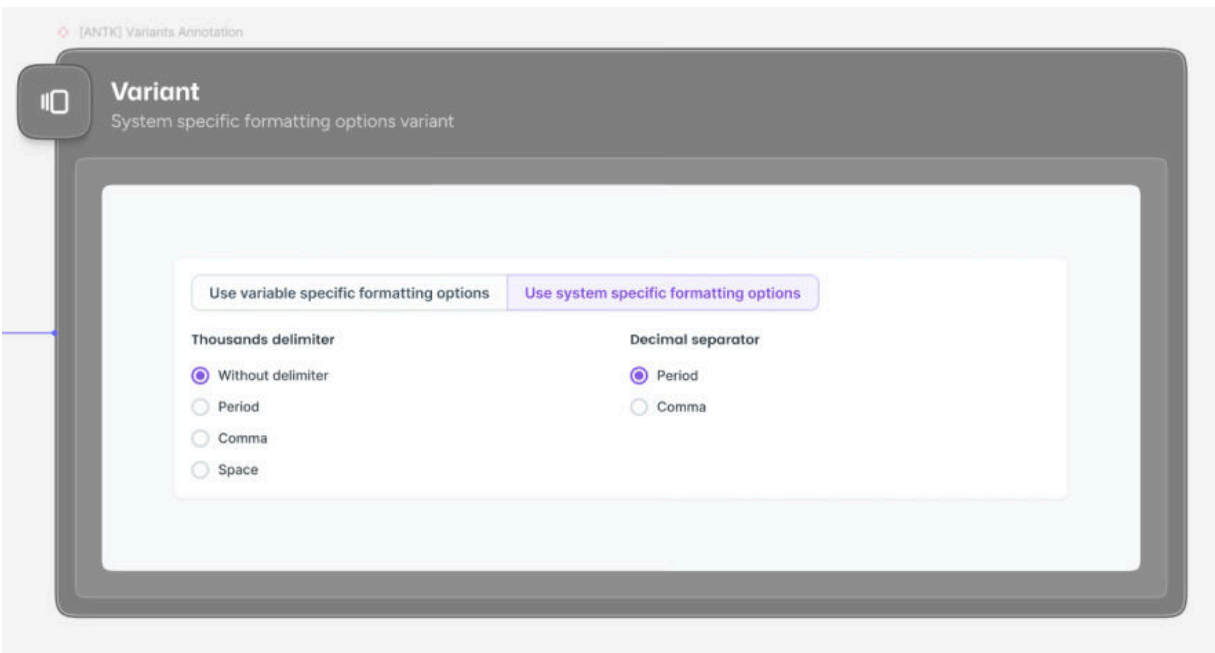 [ANTK] Variants Annotation
Variant
System specific formatting options variant
Use variable specific formatting options
Use system specific formatting options
Thousands delimiter
Without delimiter
Period
Comma
Space
Decimal separator
Period
Comma